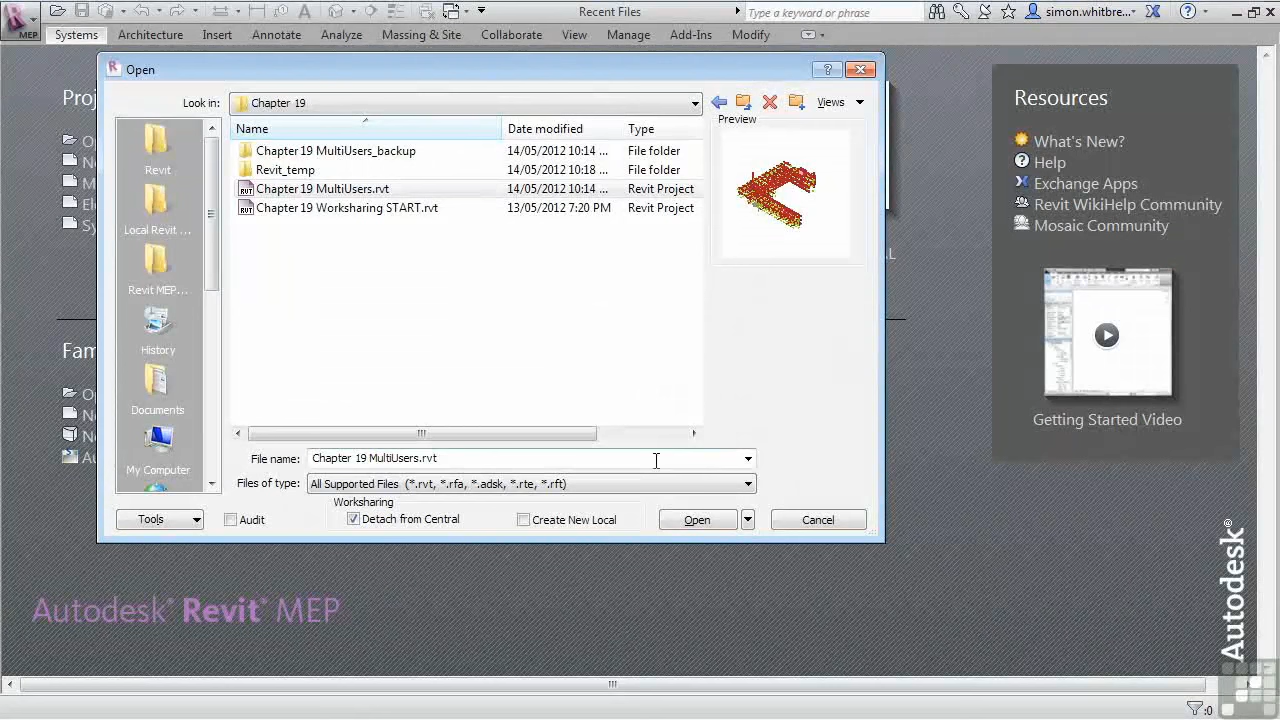 MEP
Recent Files
Type a keyword or phrase
simon.whitbre...
Systems
Architecture
Insert
Annotate
Analyze
Massing & Site
Collaborate
View
Manage
Add-Ins
Modify
Open
Look in:
Chapter 19
Views
Name
Date modified
Type
Preview
Chapter 19 MultiUsers_backup
14/05/2012 10:14 ...
File folder
Revit_temp
14/05/2012 10:18 ...
File folder
Chapter 19 MultiUsers.rvt
14/05/2012 10:14 ...
Revit Project
Chapter 19 Worksharing START.rvt
13/05/2012 7:20 PM
Revit Project
Revit
Local Revit ...
Revit MEP...
History
Documents
My Computer
File name:
Chapter 19 MultiUsers.rvt
Files of type:
All Supported Files (*.rvt, *.rfa, *.adsk, *.rte, *.rft)
Worksharing
Tools
Audit
Detach from Central
Create New Local
Open
Cancel
Resources
What's New?
Help
Exchange Apps
Revit WikiHelp Community
Mosaic Community
Getting Started Video
Autodesk® Revit® MEP
Autodesk®
:0